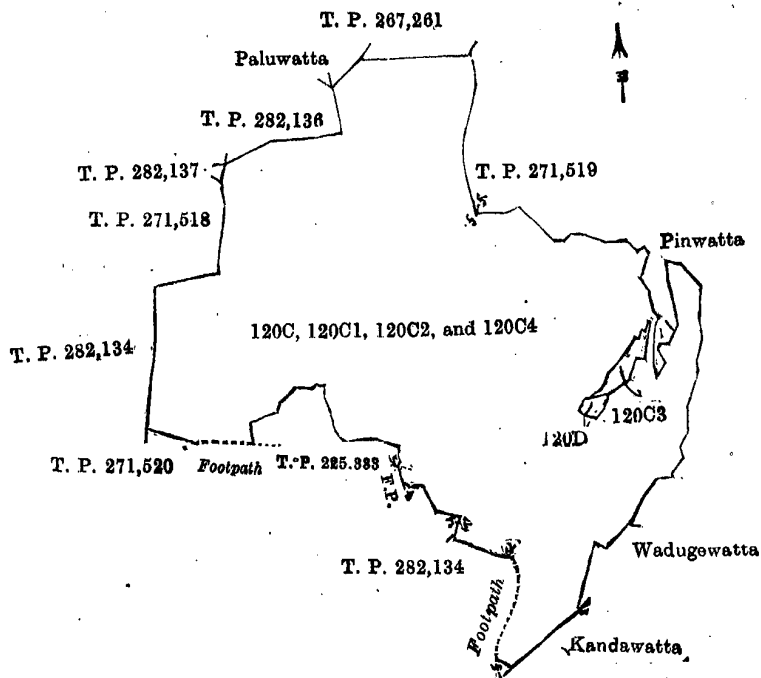 T. P. 267,261
Paluwatta
T. P. 282,136
T. P. 282,137
T. P. 271,519
T. P. 271,518
Pinwatta
120C, 120C1, 120C2, and 120C4
T. P. 282,134
120C3
120D
T. P. 271,520
Footpath
T. P. 225.333
F.P.
Wadugewatta
T. P. 282,134
Footpath
Kandawatta